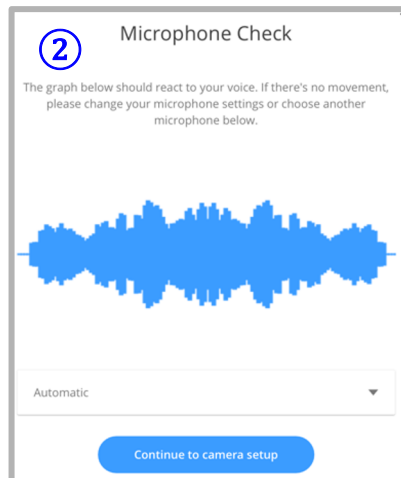 ②
Microphone Check
The graph below should react to your voice. If there's no movement,
please change your microphone settings or choose another
microphone below.
Automatic
Continue to camera setup